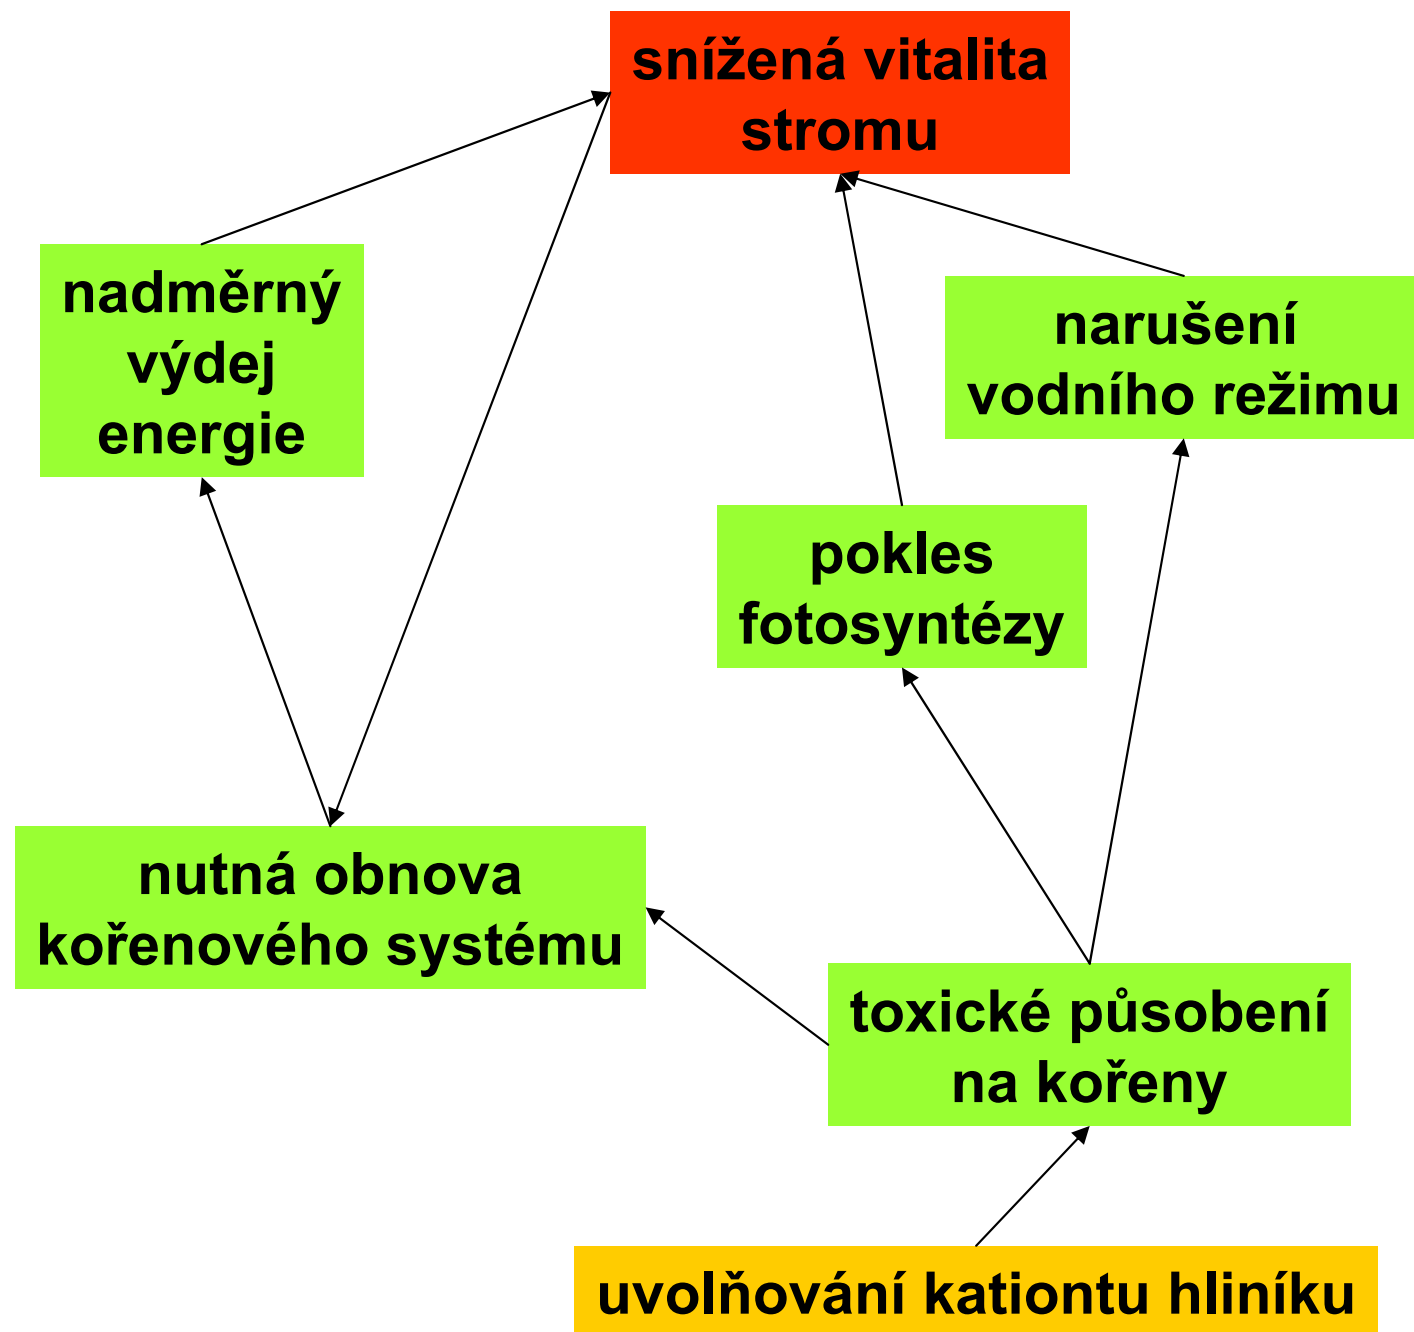 snížená vitalita
stromu
nadměrný
výdej
energie
narušení
vodního režimu
pokles
fotosyntézy
nutná obnova
kořenového systému
toxické působení
na kořeny
uvolňování kationtu hliníku